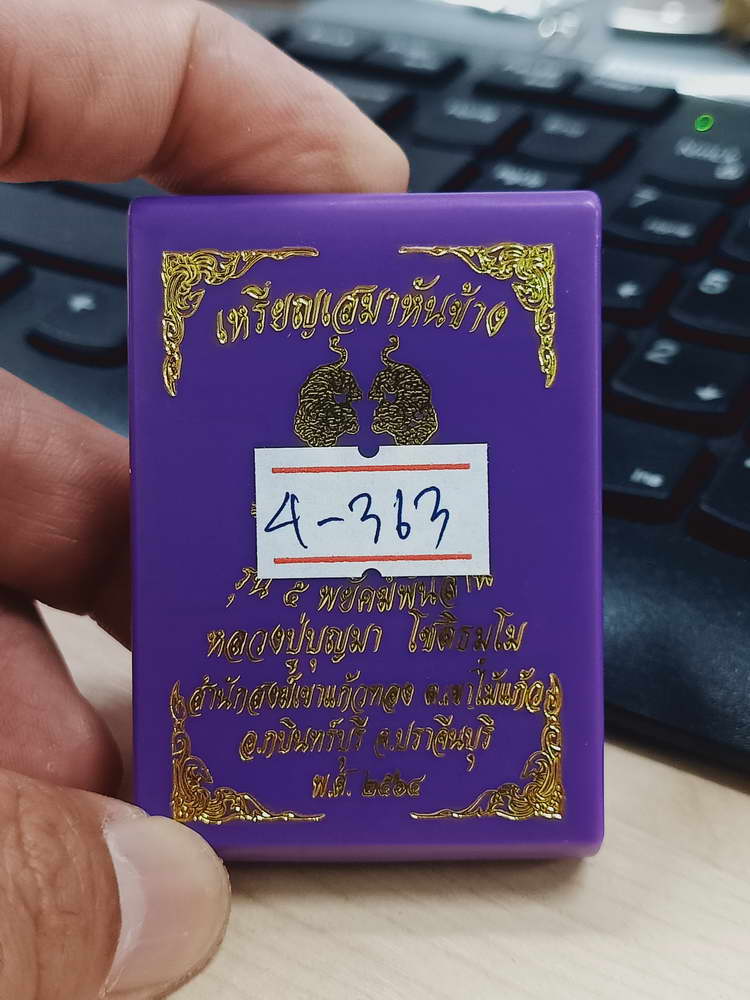 เหรียญเสมาหันข้าง
4-363
รุ่น ๕ พยัคฆ์พัน
หลวงปู่บุญมา โชติธมฺโม
สำนักสงฆ์เขาแก้วทอง ต.เขาไม้แก้ว
อ.กบินทร์บุรี จ.ปราจีนบุรี
พ.ศ. ๒๕๖๔